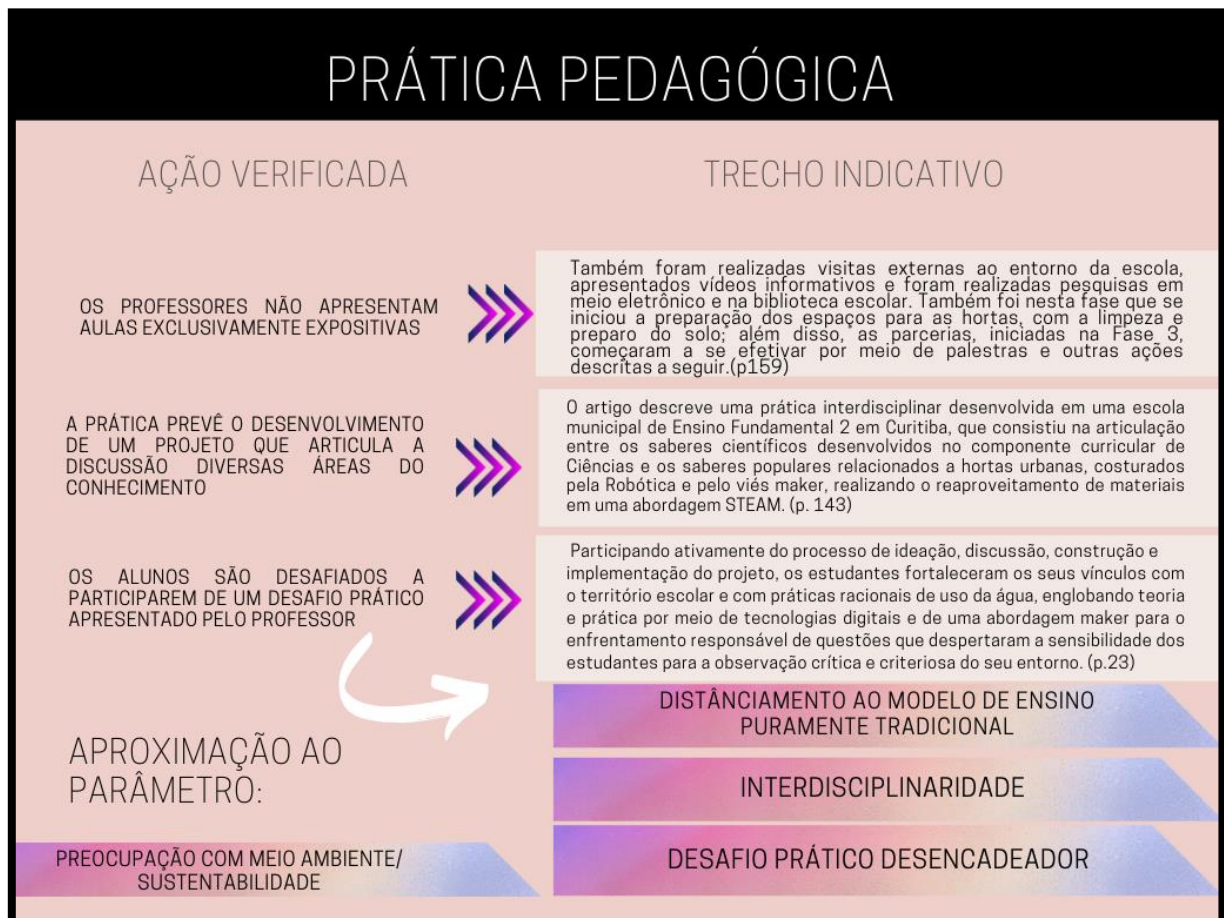 PRÁTICA PEDAGÓGICA
AÇÃO VERIFICADA
TRECHO INDICATIVO
OS PROFESSORES NÃO APRESENTAM
AULAS EXCLUSIVAMENTE EXPOSITIVAS
Também foram realizadas visitas externas ao entorno da escola,
apresentados vídeos informativos e foram realizadas pesquisas em
meio eletrônico e na biblioteca escolar. Também foi nesta fase que se
iniciou a preparação dos espaços para as hortas, com a limpeza e
preparo do solo; além disso, as parcerias, iniciadas na Fase 3,
começaram a se efetivar por meio de palestras e outras ações
descritas a seguir.(p159)
A PRÁTICA PREVÊ O DESENVOLVIMENTO
DE UM PROJETO QUE ARTICULA A
DISCUSSÃO DIVERSAS ÁREAS DO
CONHECIMENTO
O artigo descreve uma prática interdisciplinar desenvolvida em uma escola
municipal de Ensino Fundamental 2 em Curitiba, que consistiu na articulação
entre os saberes científicos desenvolvidos no componente curricular de
Ciências e os saberes populares relacionados a hortas urbanas, costurados
pela Robótica e pelo viés maker, realizando o reaproveitamento de materiais
em uma abordagem STEAM. (p. 143)
OS ALUNOS SÃO DESAFIADOS A
PARTICIPAREM DE UM DESAFIO PRÁTICO
APRESENTADO PELO PROFESSOR
Participando ativamente do processo de ideação, discussão, construção e
implementação do projeto, os estudantes fortaleceram os seus vínculos com
o território escolar e com práticas racionais de uso da água, englobando teoria
e prática por meio de tecnologias digitais e de uma abordagem maker para o
enfrentamento responsável de questões que despertaram a sensibilidade dos
estudantes para a observação crítica e criteriosa do seu entorno. (p.23)
APROXIMAÇÃO AO
PARÂMETRO:
DISTÂNCIAMENTO AO MODELO DE ENSINO
PURAMENTE TRADICIONAL
INTERDISCIPLINARIDADE
DESAFIO PRÁTICO DESENCADEADOR
PREOCUPAÇÃO COM MEIO AMBIENTE/
SUSTENTABILIDADE